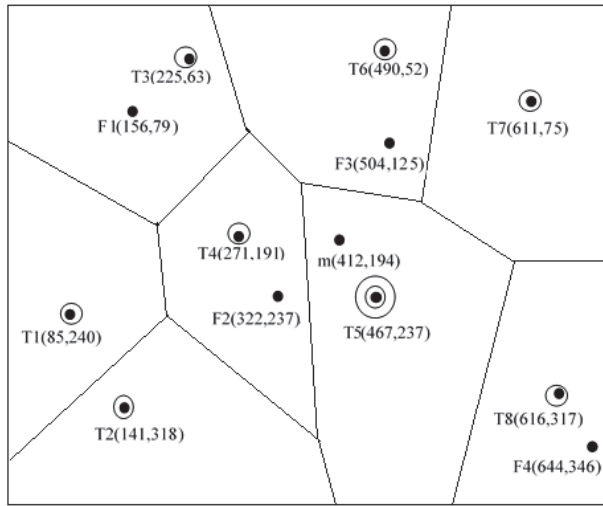 T3(225,63)
T6(490,52)
F1(156,79)
T7(611,75)
F3(504,125)
T4(271,191)
m(412,194)
F2(322,237)
T1(85,240)
T5(467,237)
T2(141,318)
T8(616,317)
F4(644,346)